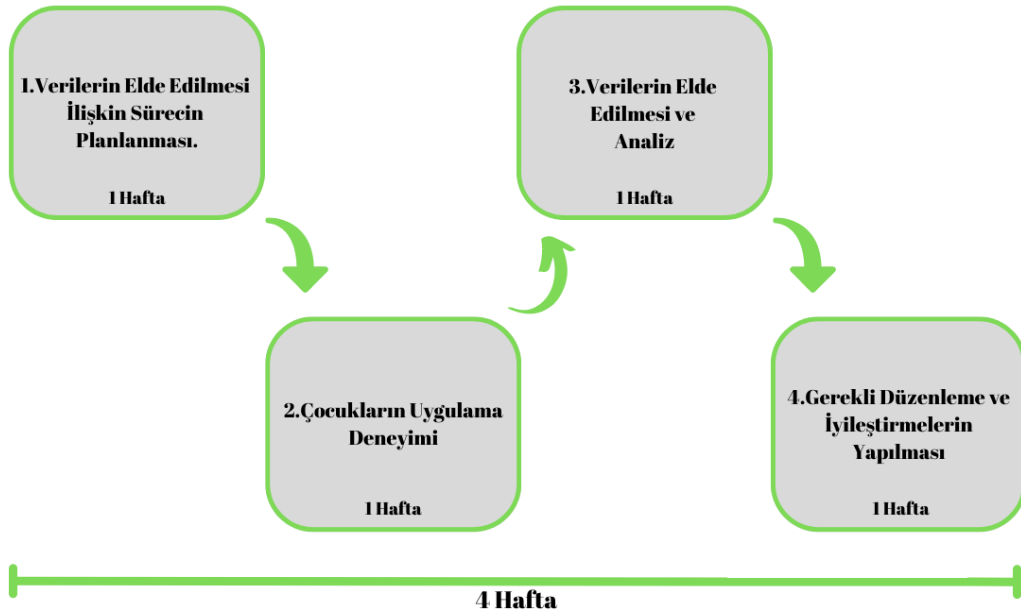 1.Verilerin Elde Edilmesi
İlişkin Sürecin
Planlanması.
1 Hafta
2.Çocukların Uygulama
Deneyimi
1 Hafta
3.Verilerin Elde
Edilmesi ve
Analiz
1 Hafta
4.Gerekli Düzenleme ve
İyileştirmelerin
Yapılması
1 Hafta
4 Hafta